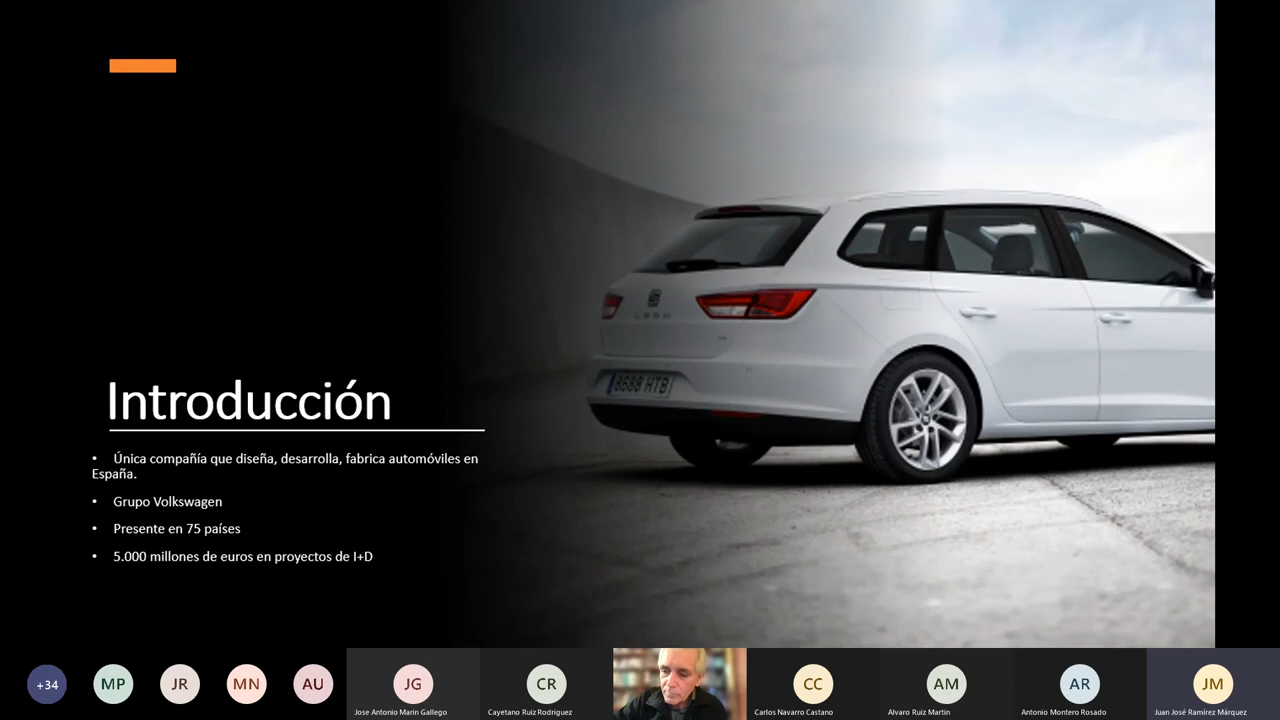 LEON
8688 HTB
Introducción
• Única compañía que diseña, desarrolla, fabrica automóviles en
España.
• Grupo Volkswagen
• Presente en 75 países
• 5.000 millones de euros en proyectos de I+D
+34
MP
JR
MN
AU
JG
Jose Antonio Marin Gallego
CR
Cayetano Ruiz Rodriguez
CC
Carlos Navarro Castano
AM
Alvaro Ruiz Martin
AR
Antonio Montero Rosado
JM
Juan José Ramírez Márquez